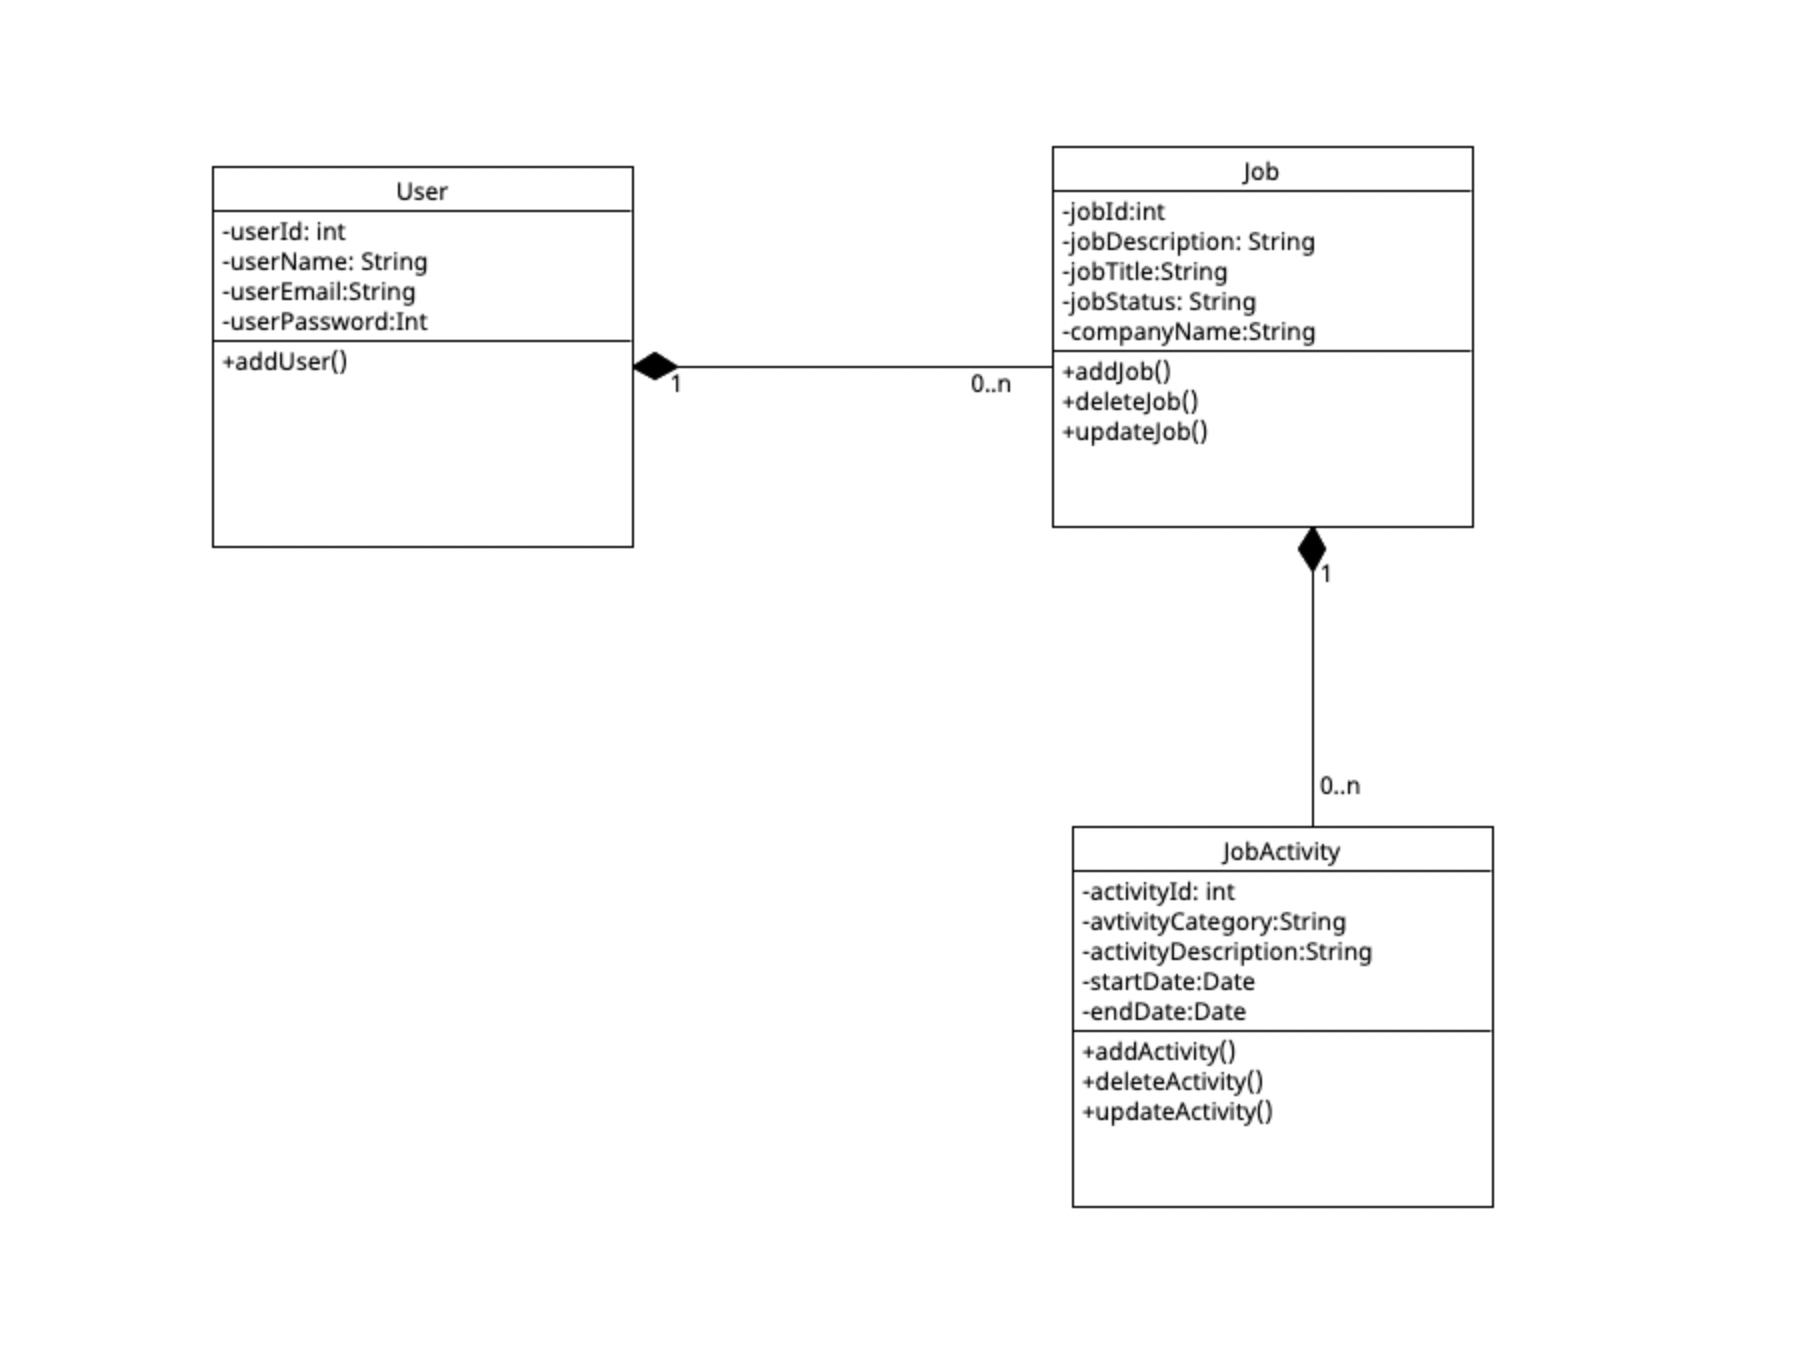 User
-userId: int
-userName: String
-userEmail:String
-userPassword:Int
+addUser()
1
0..n
Job
-jobId:int
-jobDescription: String
-jobTitle:String
-jobStatus: String
-companyName:String
+addJob()
+deleteJob()
+updateJob()
1
0..n
JobActivity
-activityId: int
-avtivityCategory:String
-activityDescription:String
-startDate:Date
-endDate:Date
+addActivity()
+deleteActivity()
+updateActivity()